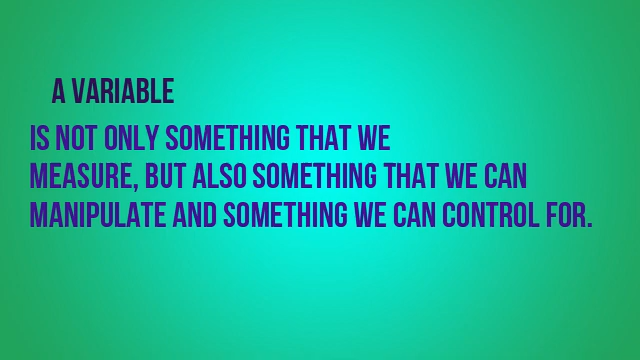 A VARIABLE
IS NOT ONLY SOMETHING THAT WE
MEASURE, BUT ALSO SOMETHING THAT WE CAN
MANIPULATE AND SOMETHING WE CAN CONTROL FOR.